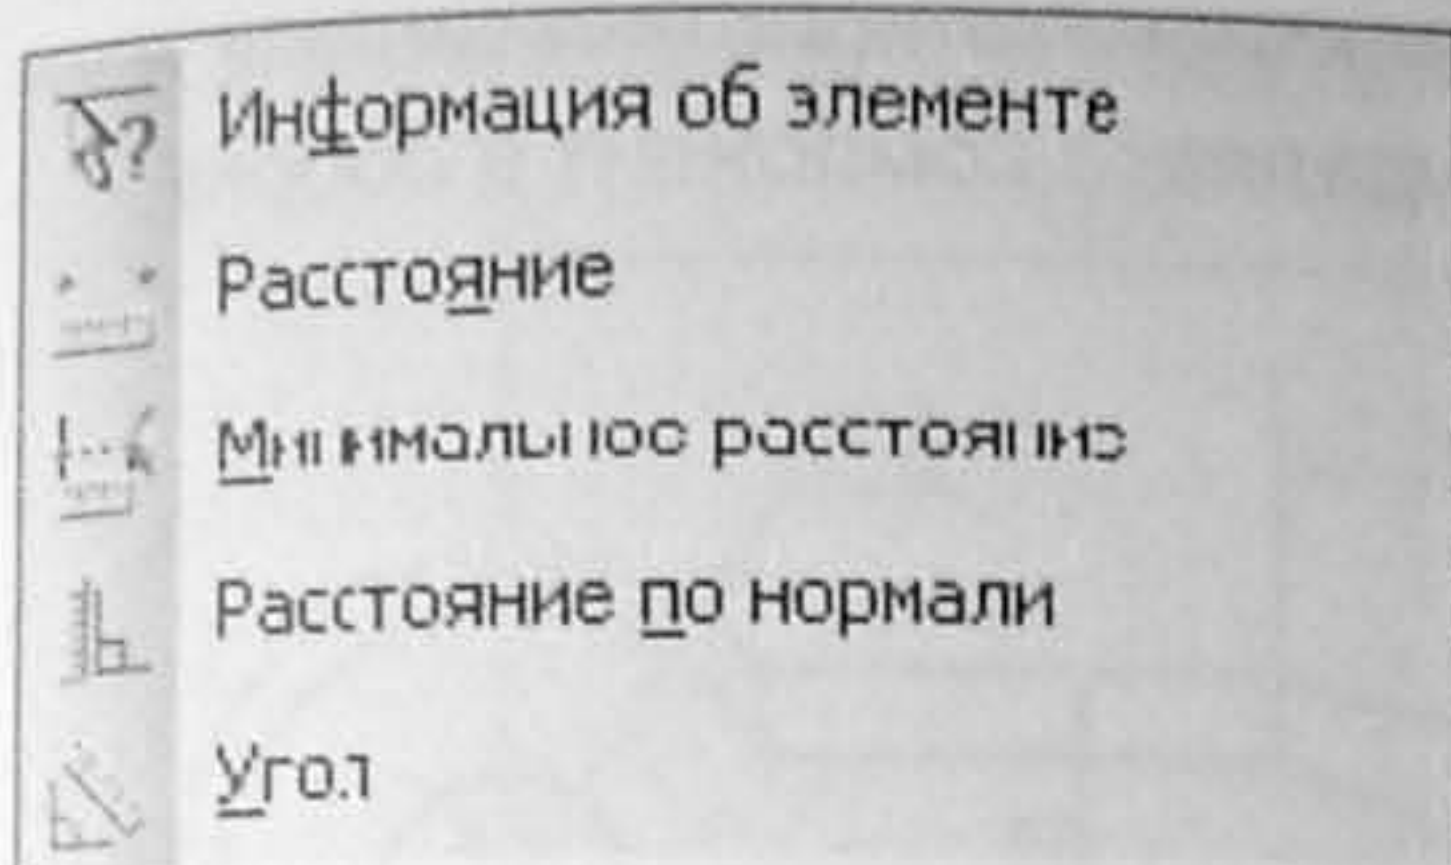 Информация об элементе
Расстояние
Минимальное расстояние
Расстояние по нормали
Угол